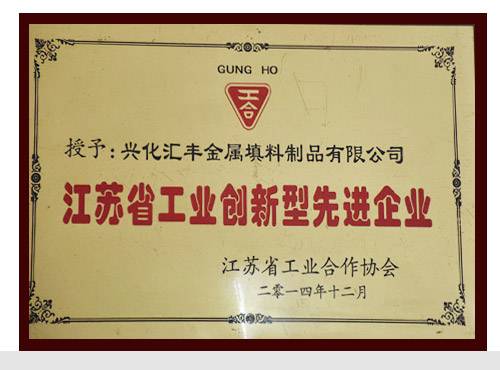 GUNG HO
工合
授予：兴化汇丰金属填料制品有限公司
江苏省工业创新型先进企业
江苏省工业合作协会
二零一四年十二月